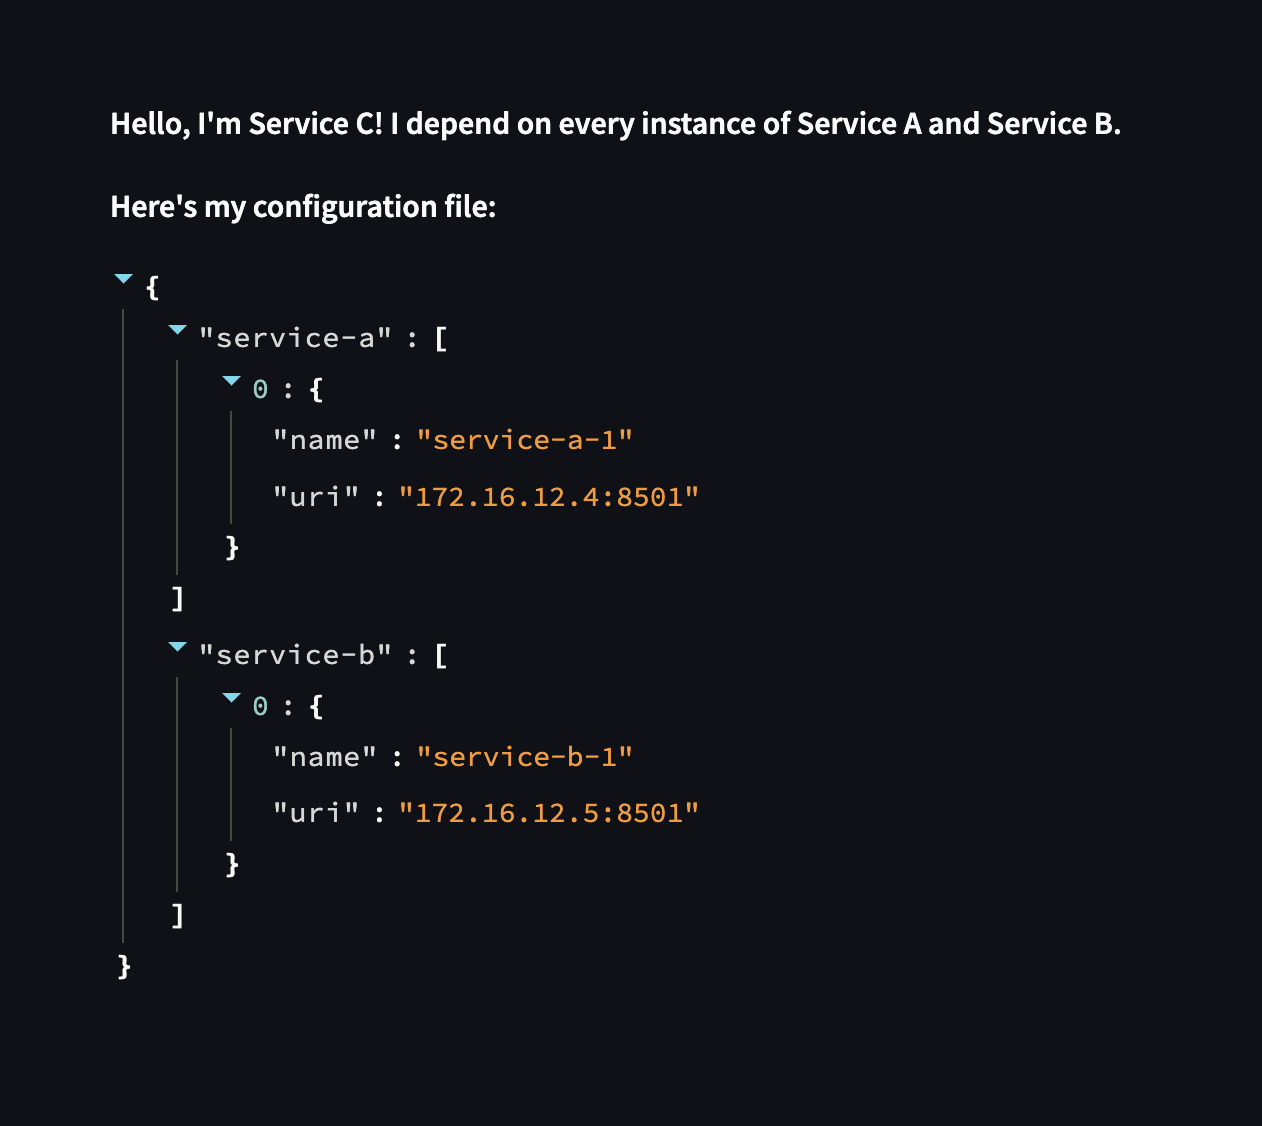 Hello, I'm Service C! I depend on every instance of Service A and Service B.
Here's my configuration file:
{
"service-a" : [
0 : {
"name" : "service-a-1"
"uri" : "172.16.12.4:8501"
}
]
"service-b" : [
0 : {
"name" : "service-b-1"
"uri" : "172.16.12.5:8501"
}
]
}